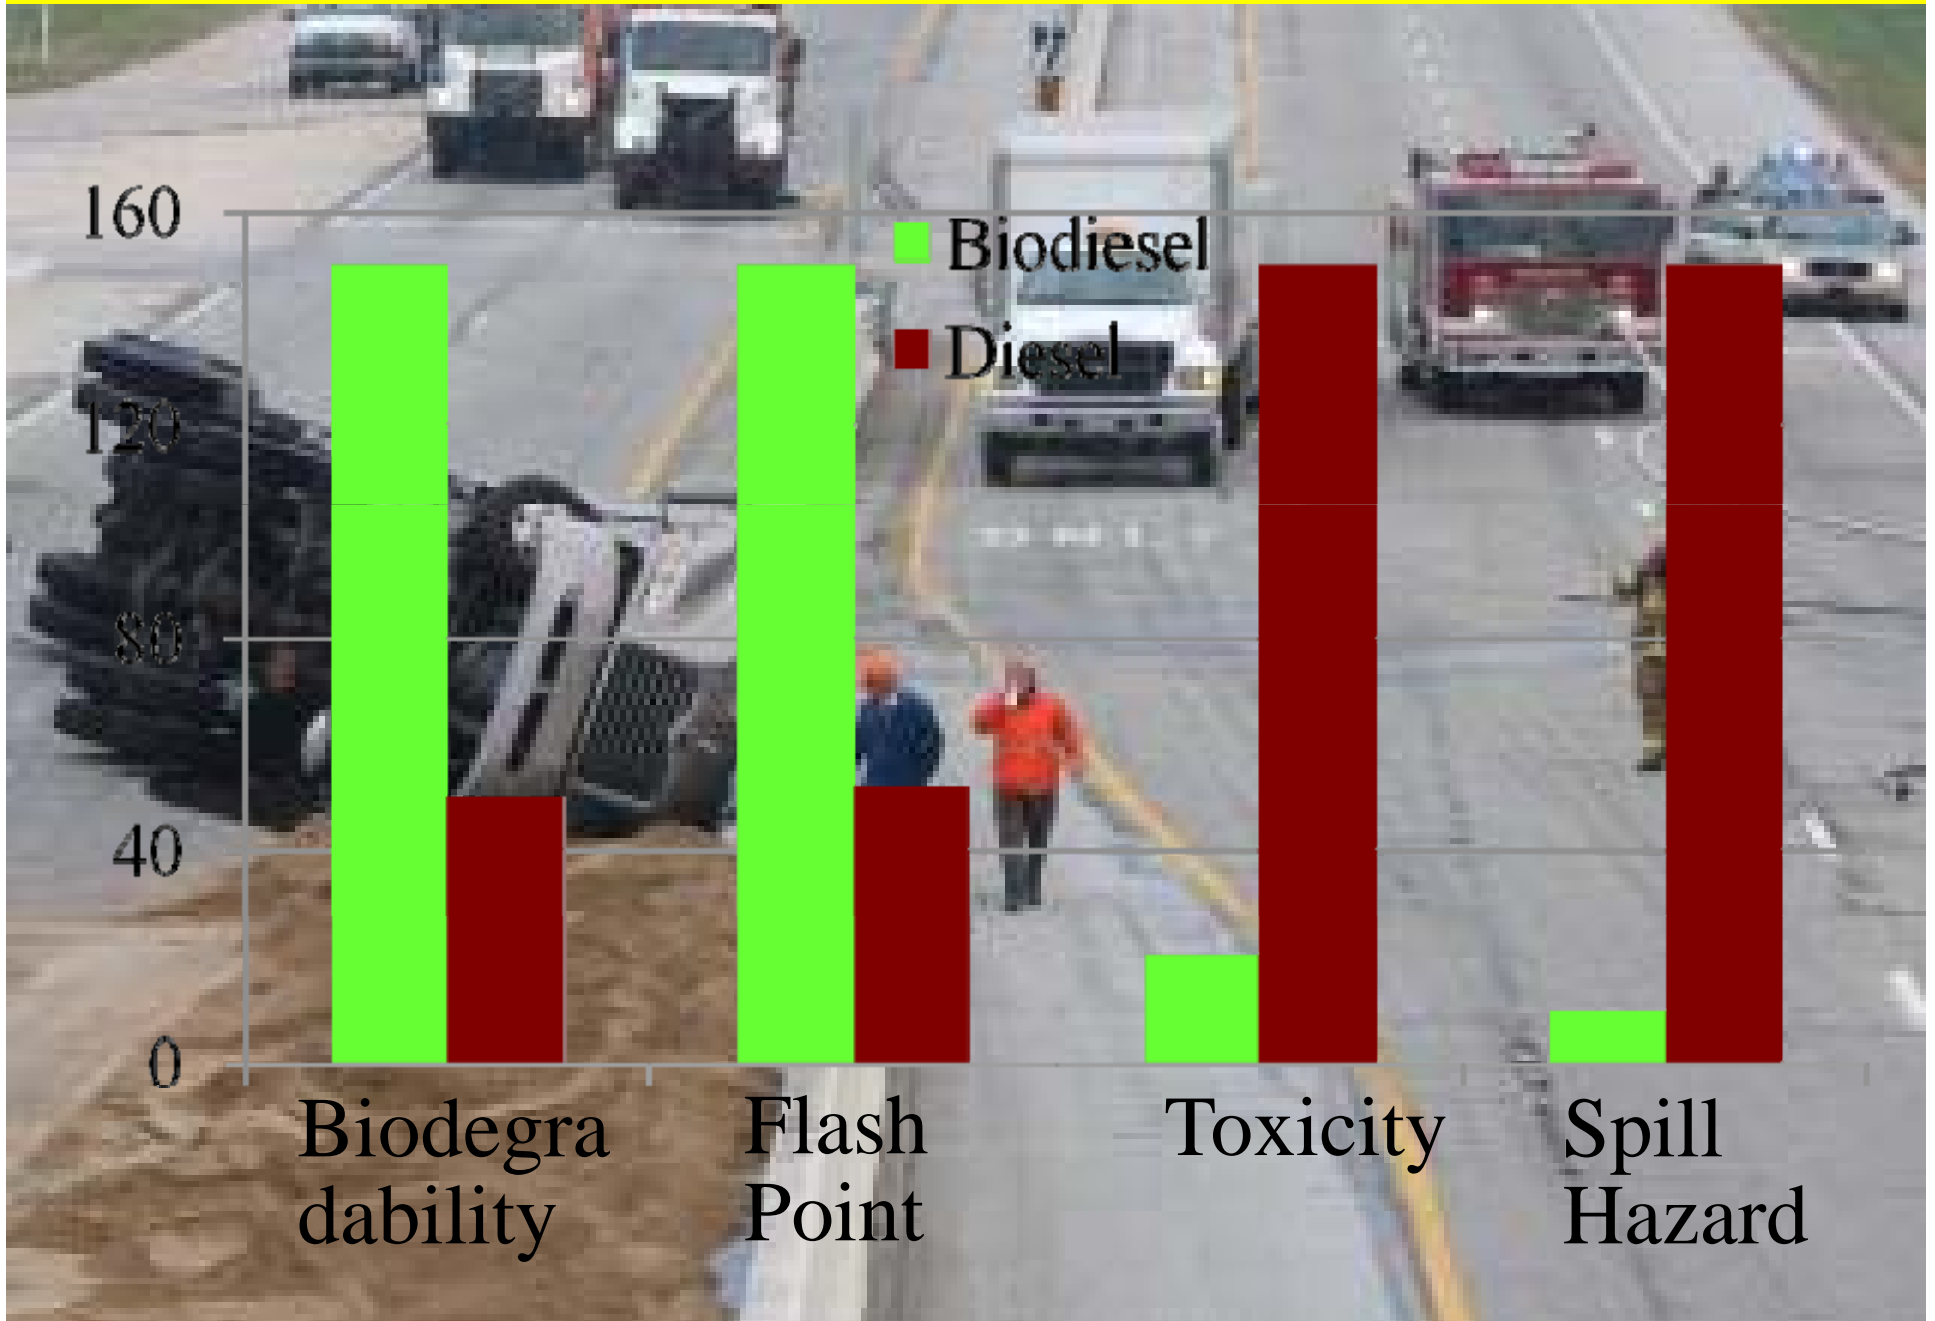 160
Biodiesel
Diesel
120
80
40
0
Biodegra
dability
Flash
Point
Toxicity
Spill
Hazard